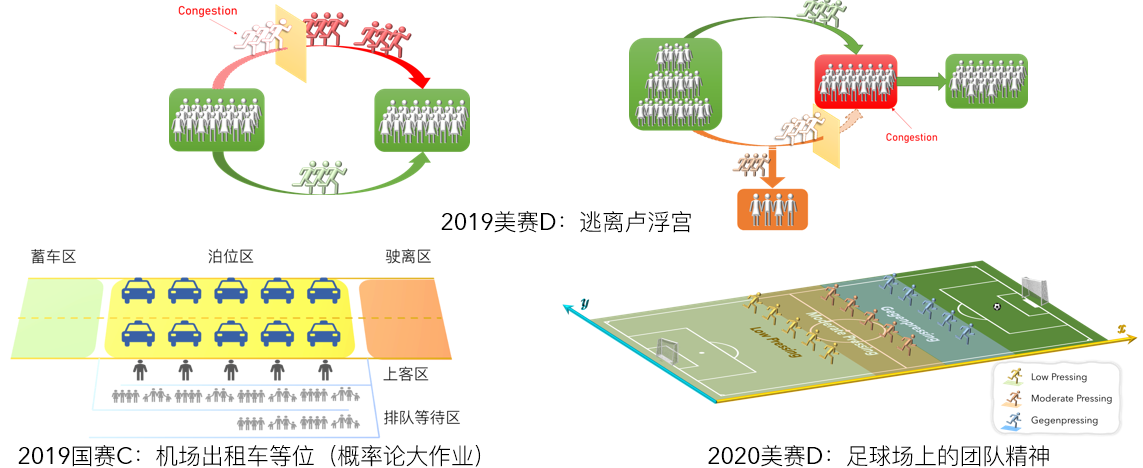 Congestion
Congestion
2019美赛D：逃离卢浮宫
蓄车区
泊位区
驶离区
上客区
排队等待区
2019国赛C：机场出租车等位（概率论大作业）
y
x
Low Pressing
Moderate Pressing
Gegenpressing
Low Pressing
Moderate Pressing
Gegenpressing
2020美赛D：足球场上的团队精神